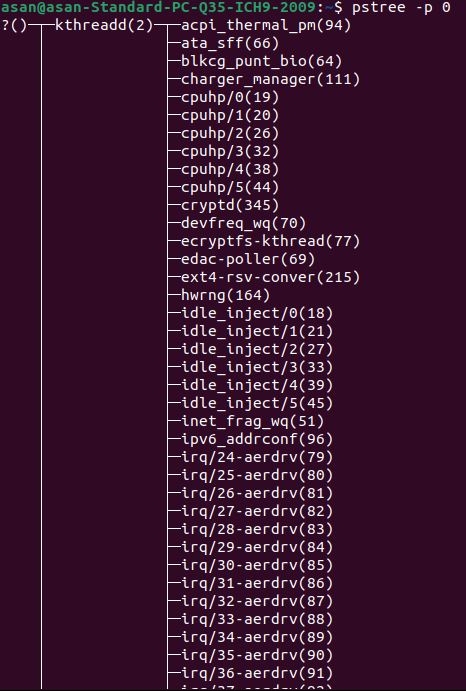 asan@asan-Standard-PC-Q35-ICH9-2009:~$ pstree -p 0
?()─┬─kthreadd(2)─┬─acpi_thermal_pm(94)
├─ata_sff(66)
├─blkcg_punt_bio(64)
├─charger_manager(111)
├─cpuhp/0(19)
├─cpuhp/1(20)
├─cpuhp/2(26)
├─cpuhp/3(32)
├─cpuhp/4(38)
├─cpuhp/5(44)
├─cryptd(345)
├─devfreq_wq(70)
├─ecryptfs-kthread(77)
├─edac-poller(69)
├─ext4-rsv-conver(215)
├─hwrng(164)
├─idle_inject/0(18)
├─idle_inject/1(21)
├─idle_inject/2(27)
├─idle_inject/3(33)
├─idle_inject/4(39)
├─idle_inject/5(45)
├─inet_frag_wq(51)
├─ipv6_addrconf(96)
├─irq/24-aerdrv(79)
├─irq/25-aerdrv(80)
├─irq/26-aerdrv(81)
├─irq/27-aerdrv(82)
├─irq/28-aerdrv(83)
├─irq/29-aerdrv(84)
├─irq/30-aerdrv(85)
├─irq/31-aerdrv(86)
├─irq/32-aerdrv(87)
├─irq/33-aerdrv(88)
├─irq/34-aerdrv(89)
├─irq/35-aerdrv(90)
├─irq/36-aerdrv(91)